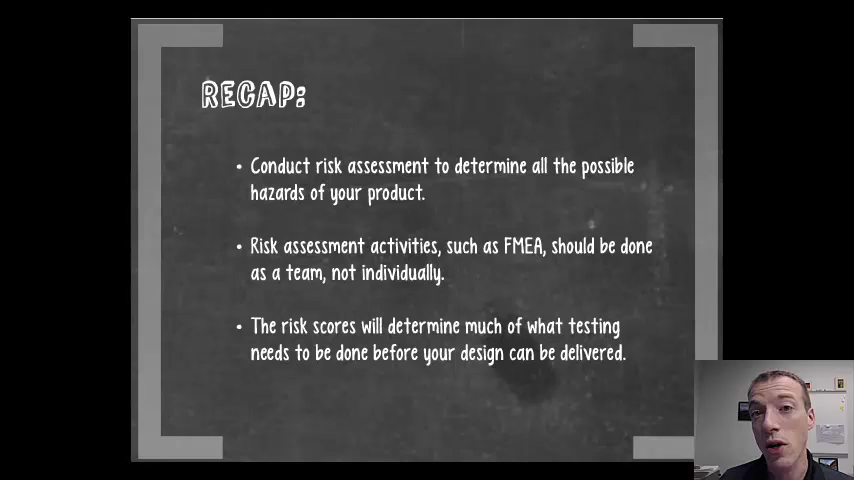 RECAP:
• Conduct risk assessment to determine all the possible
hazards of your product.
• Risk assessment activities, such as FMEA, should be done
as a team, not individually.
• The risk scores will determine much of what testing
needs to be done before your design can be delivered.